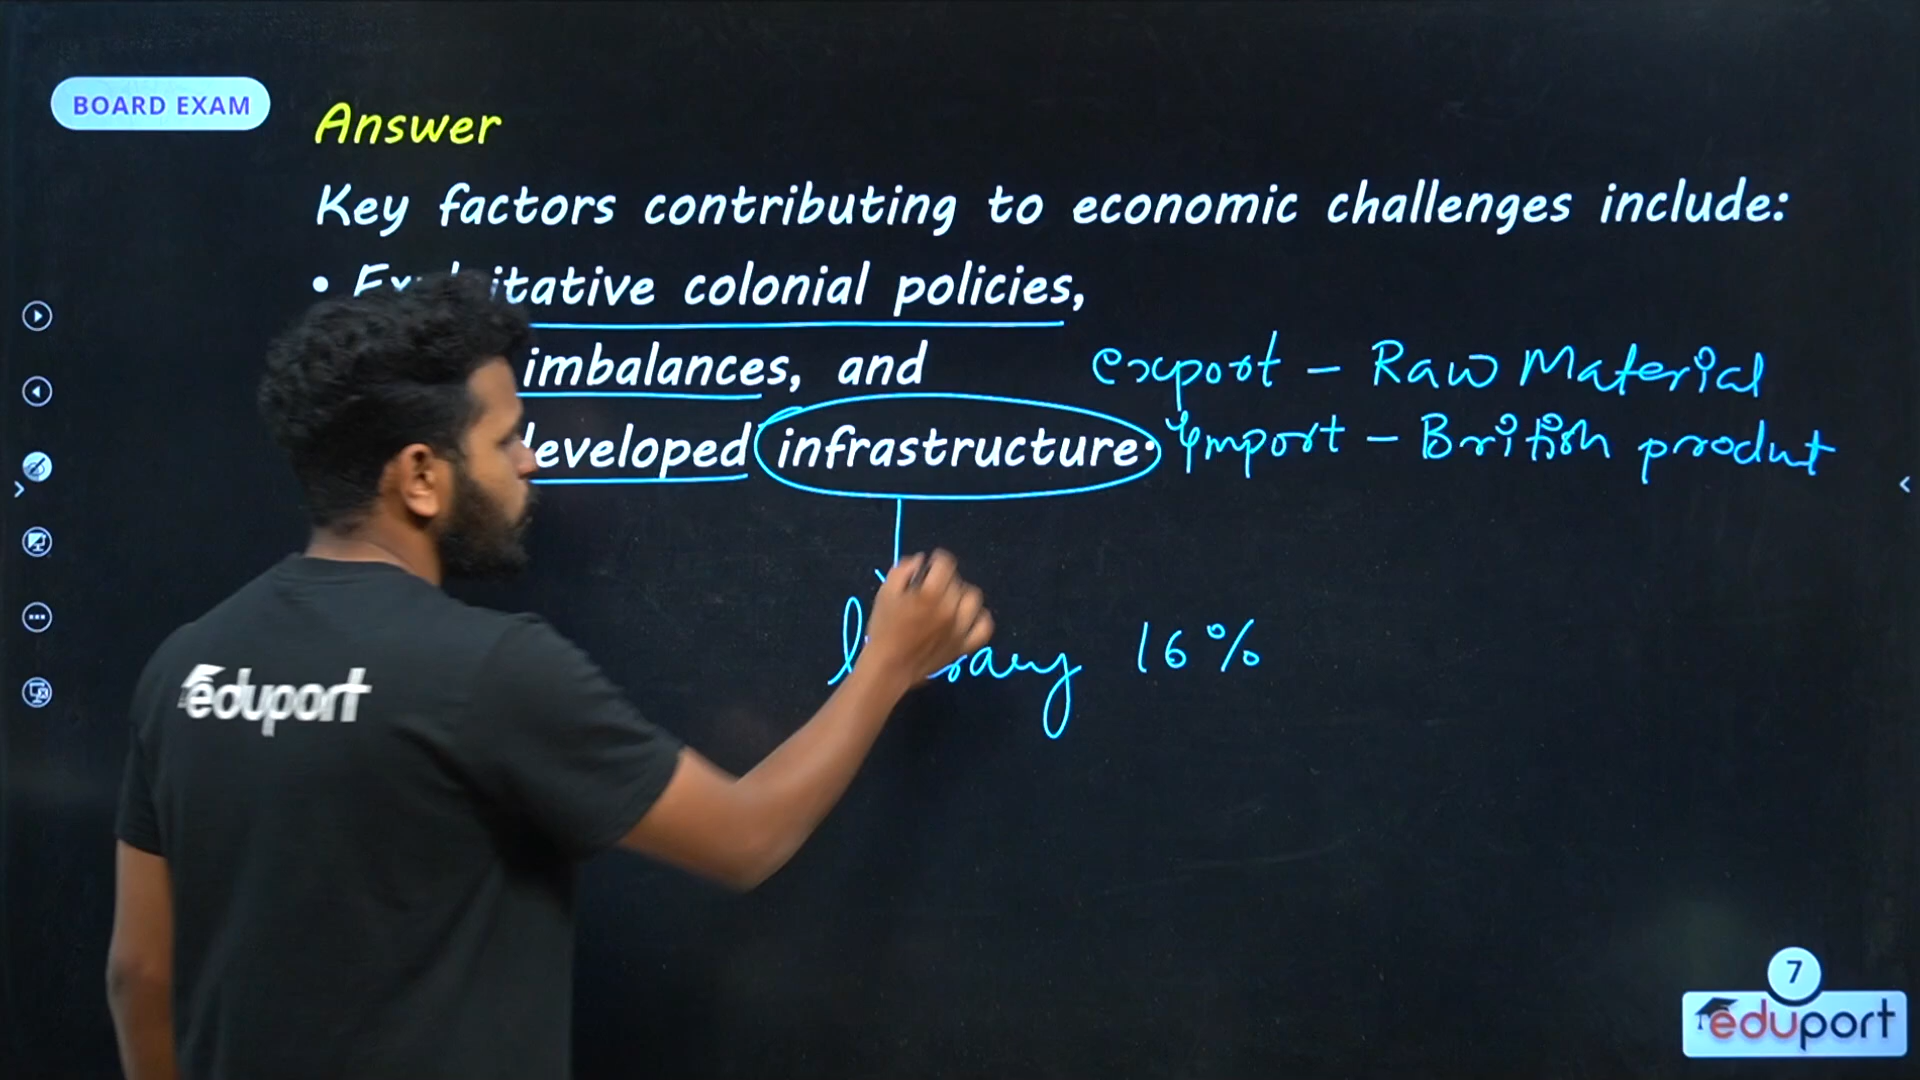 BOARD EXAM
Answer
Key factors contributing to economic challenges include:
• itative colonial policies,
imbalances, and
export – Raw Material
developed infrastructure.
Import – British produt
16%
eduport
7
eduport